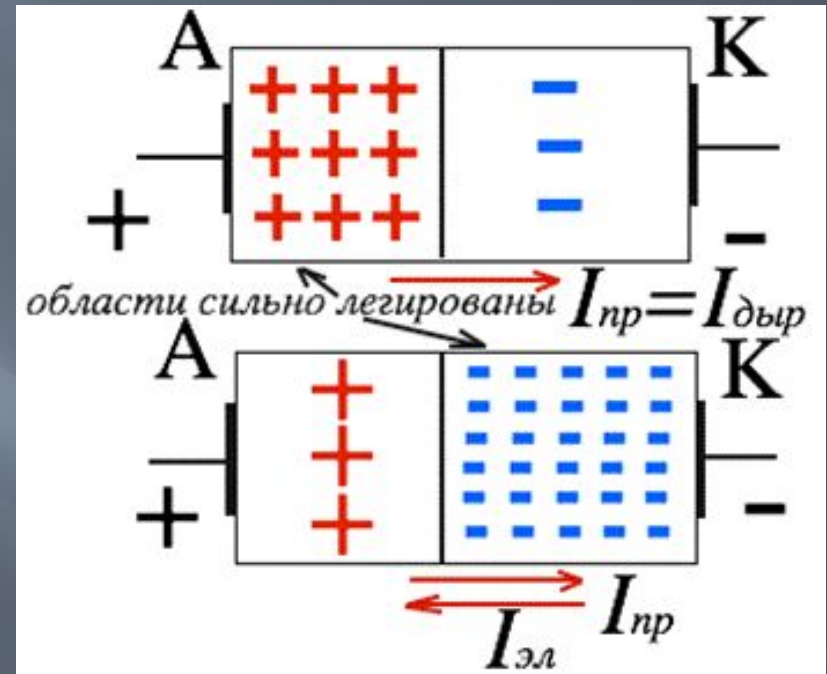 А К
+ -
области сильно легированы Iпр=Iдыр
А К
+ -
Iпр
Iэл